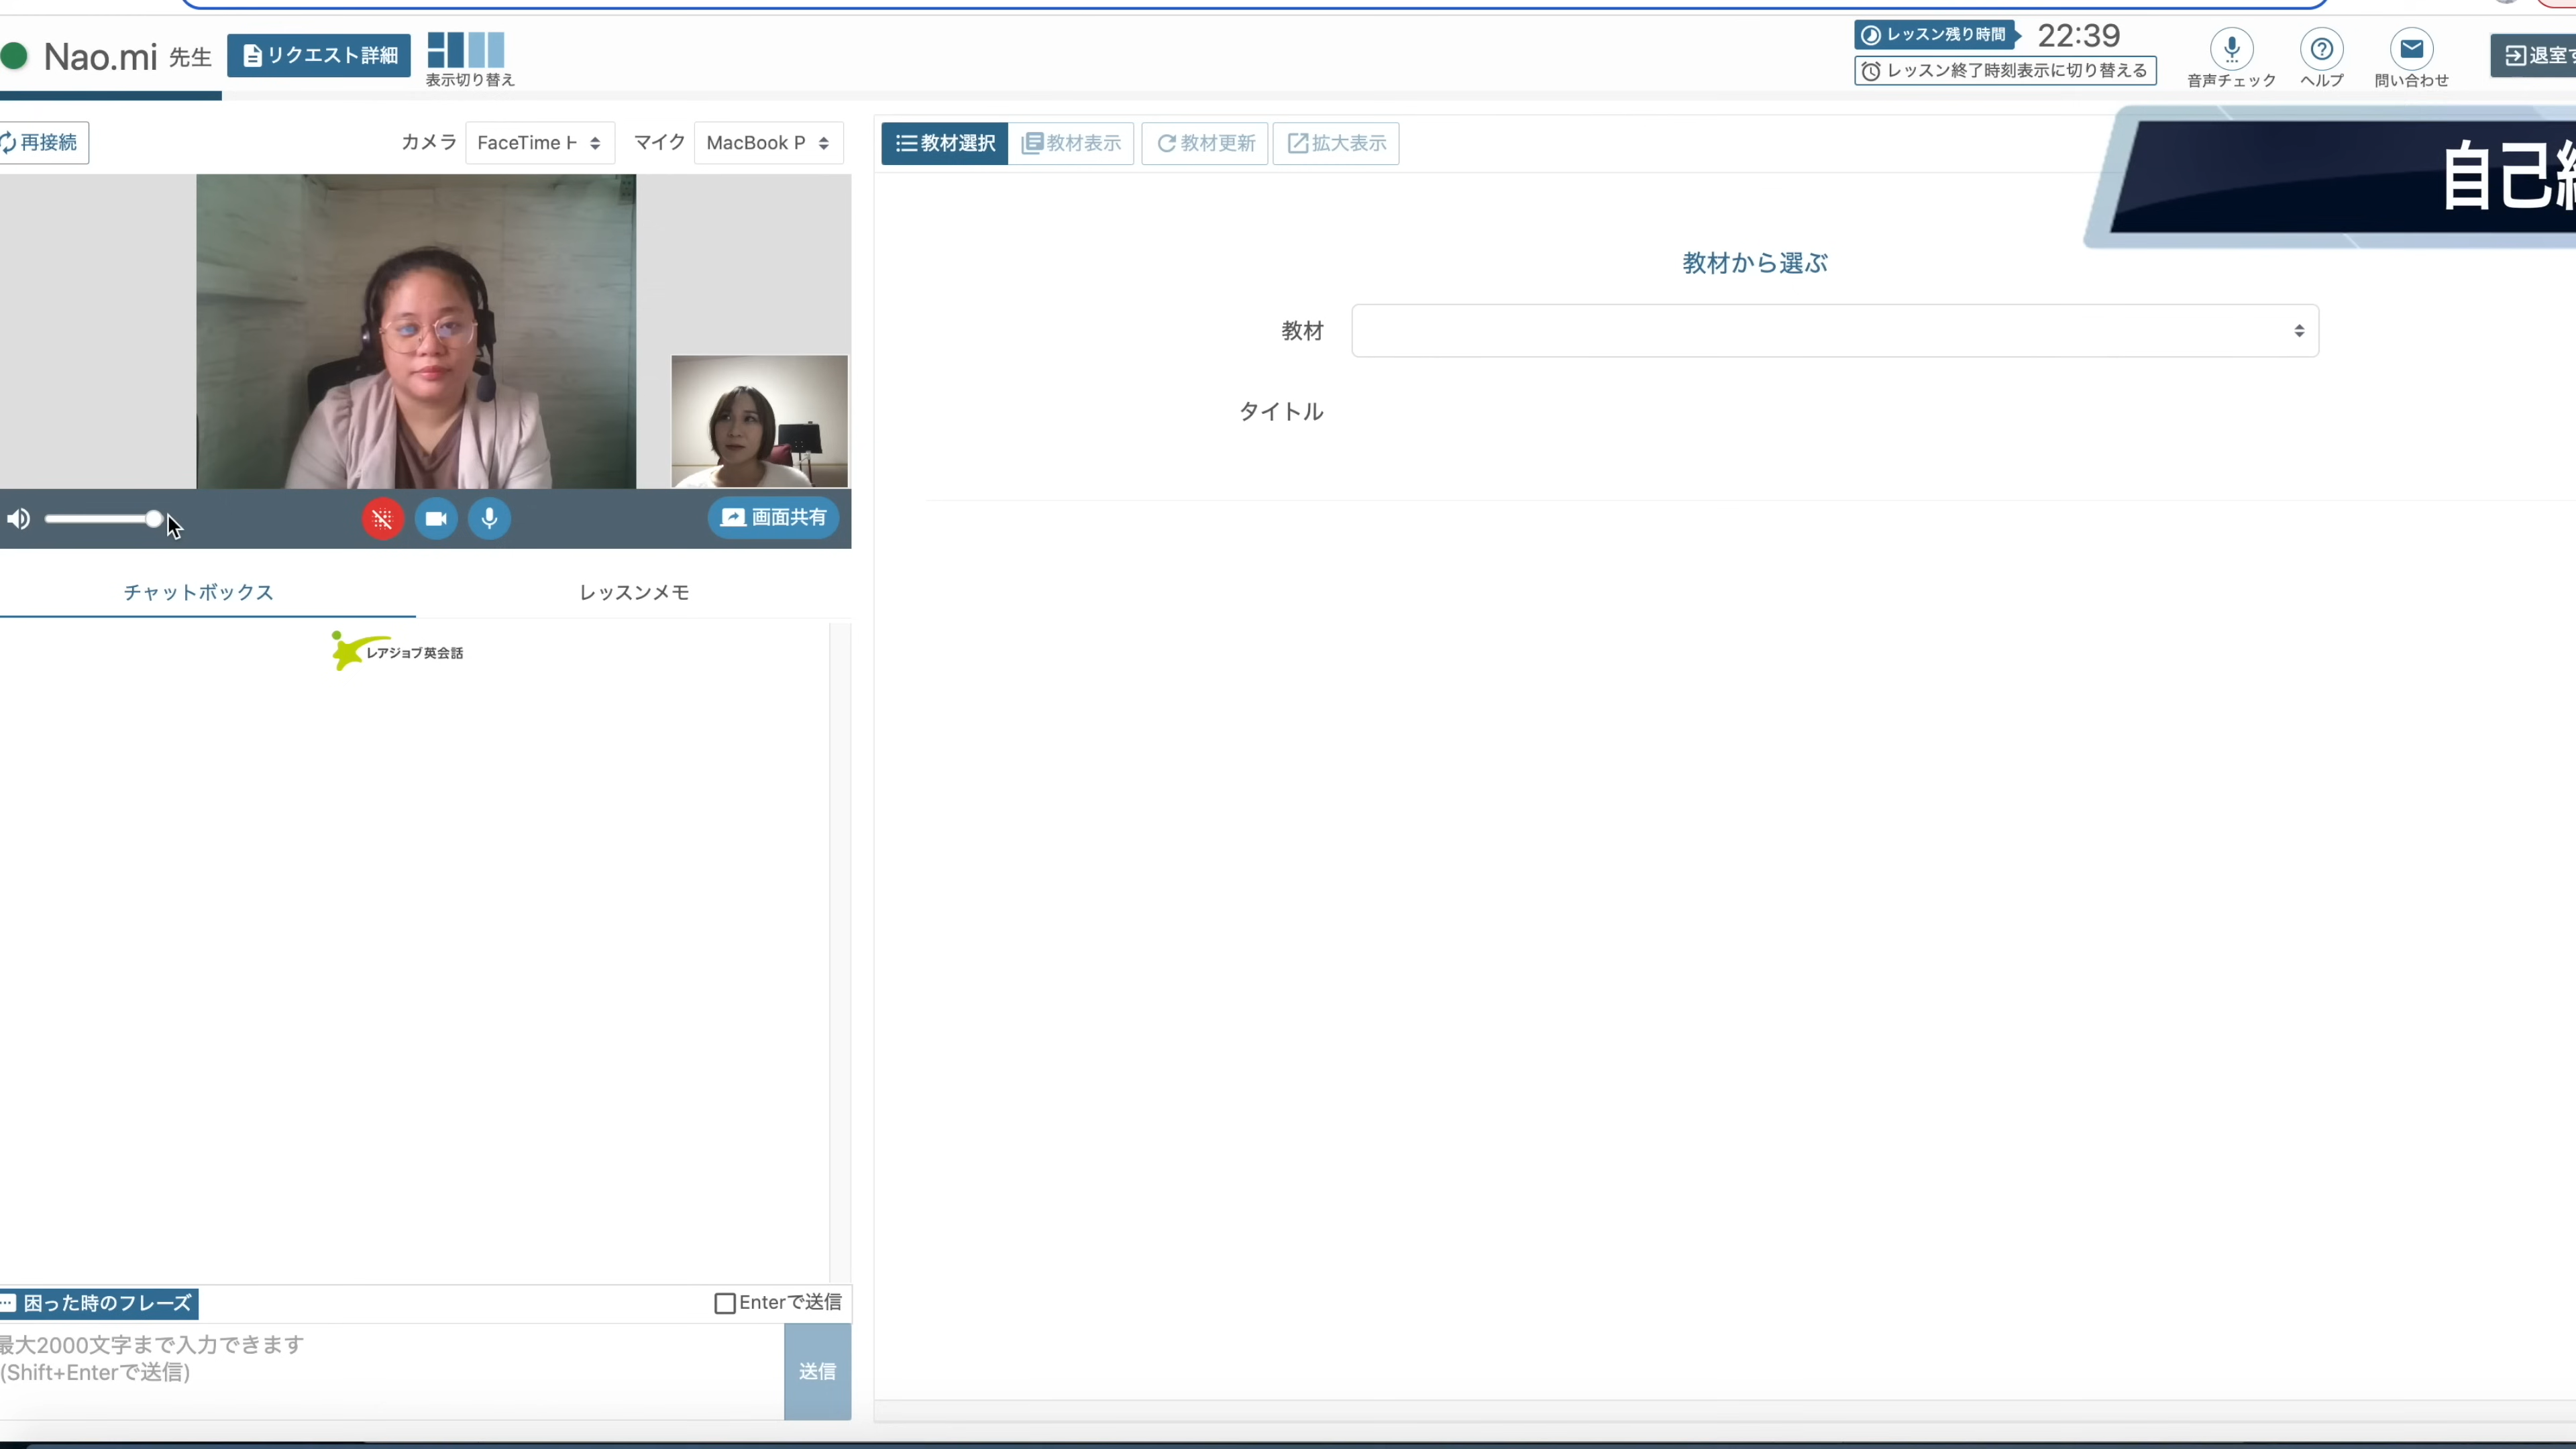 Nao.mi 先生
リクエスト詳細
表示切り替え
レッスン残り時間 22:39
レッスン終了時刻表示に切り替える
音声チェック
ヘルプ
問い合わせ
退室
再接続
カメラ FaceTime
マイク MacBook P
教材選択
教材表示
教材更新
拡大表示
自己
教材から選ぶ
教材
タイトル
画面共有
チャットボックス
レッスンメモ
レアジョブ英会話
困った時のフレーズ
Enterで送信
最大2000文字まで入力できます
(Shift+Enterで送信)
送信